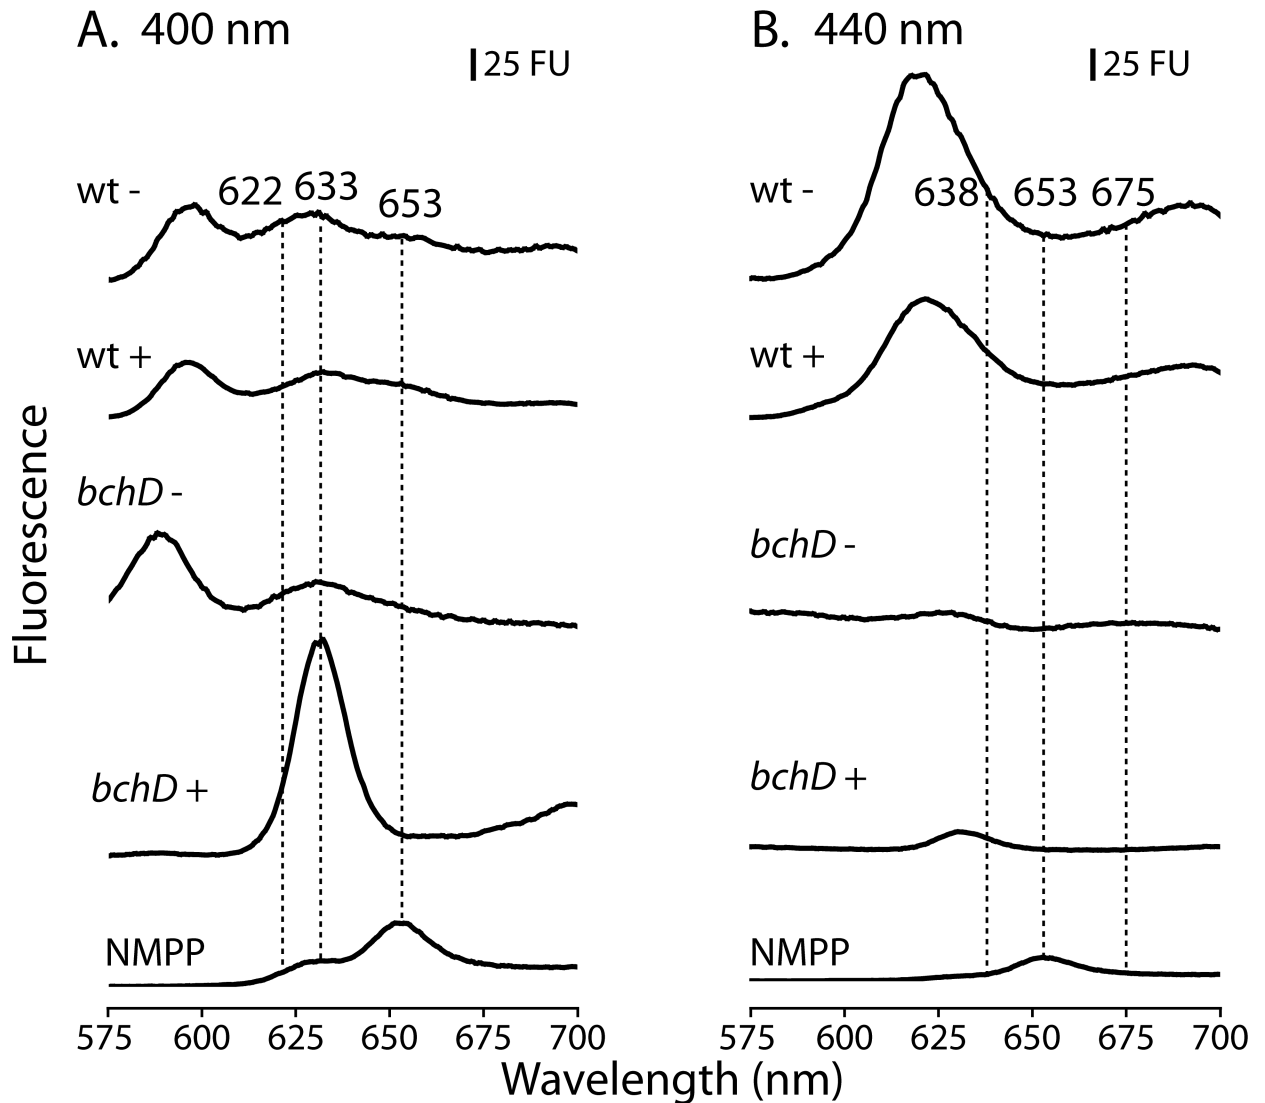 A. 400 nm
25 FU
wt -
622 633 653
wt +
bchD -
bchD +
NMPP
575 600 625 650 675 700
B. 440 nm
25 FU
wt -
638 653 675
wt +
bchD -
bchD +
NMPP
575 600 625 650 675 700
Fluorescence
Wavelength (nm)